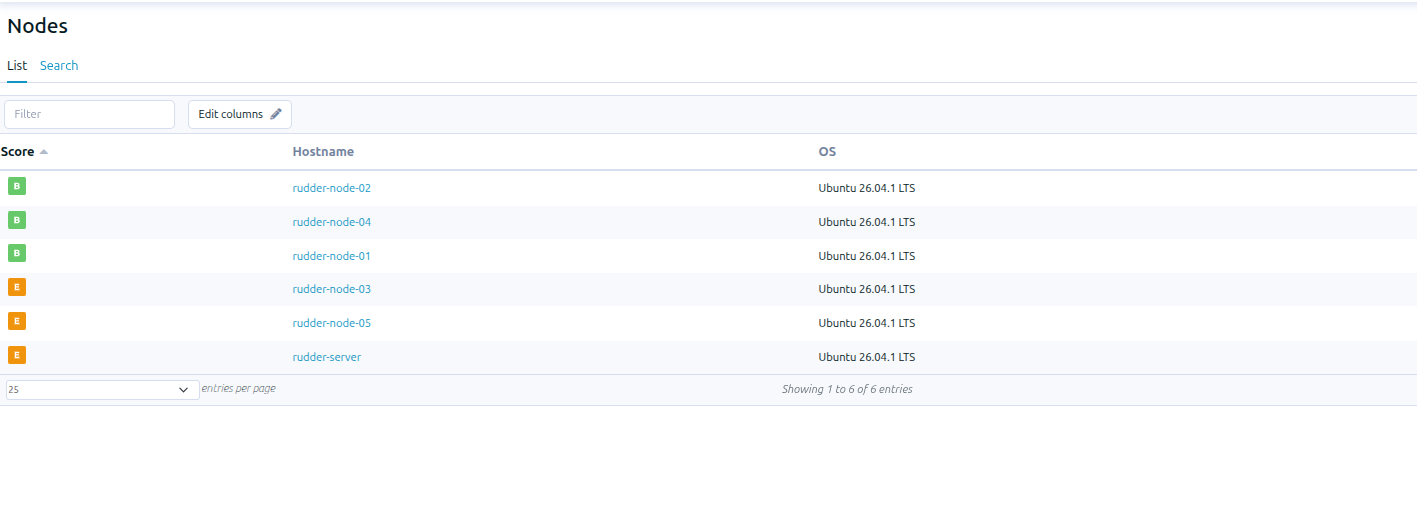 Nodes
List Search
Filter Edit columns
Score Hostname OS
B rudder-node-02 Ubuntu 26.04.1 LTS
B rudder-node-04 Ubuntu 26.04.1 LTS
B rudder-node-01 Ubuntu 26.04.1 LTS
E rudder-node-03 Ubuntu 26.04.1 LTS
E rudder-node-05 Ubuntu 26.04.1 LTS
E rudder-server Ubuntu 26.04.1 LTS
25 entries per page Showing 1 to 6 of 6 entries